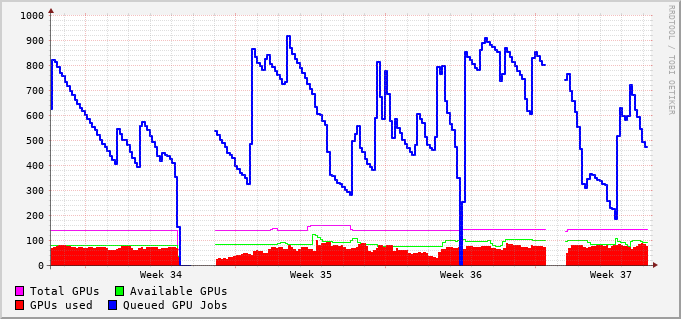 1000
900
800
700
600
500
400
300
200
100
0
Week 34 Week 35 Week 36 Week 37
Total GPUs Available GPUs
GPUs used Queued GPU Jobs
RRDTOOL / TOBI OETIKER